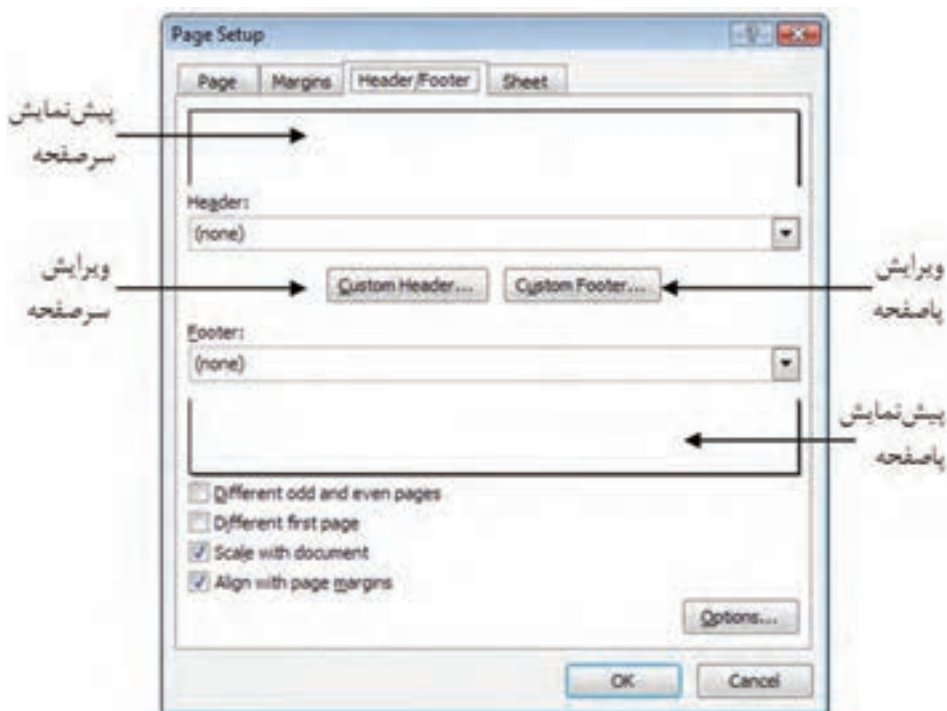 Page Setup
Page Margins Header/Footer Sheet
پیش‌نمایش
سرصفحه
Header:
(none)
ویرایش
سرصفحه
Custom Header... Custom Footer...
ویرایش
پاصفحه
Footer:
(none)
پیش‌نمایش
پاصفحه
Different odd and even pages
Different first page
Scale with document
Align with page margins
Options...
OK Cancel